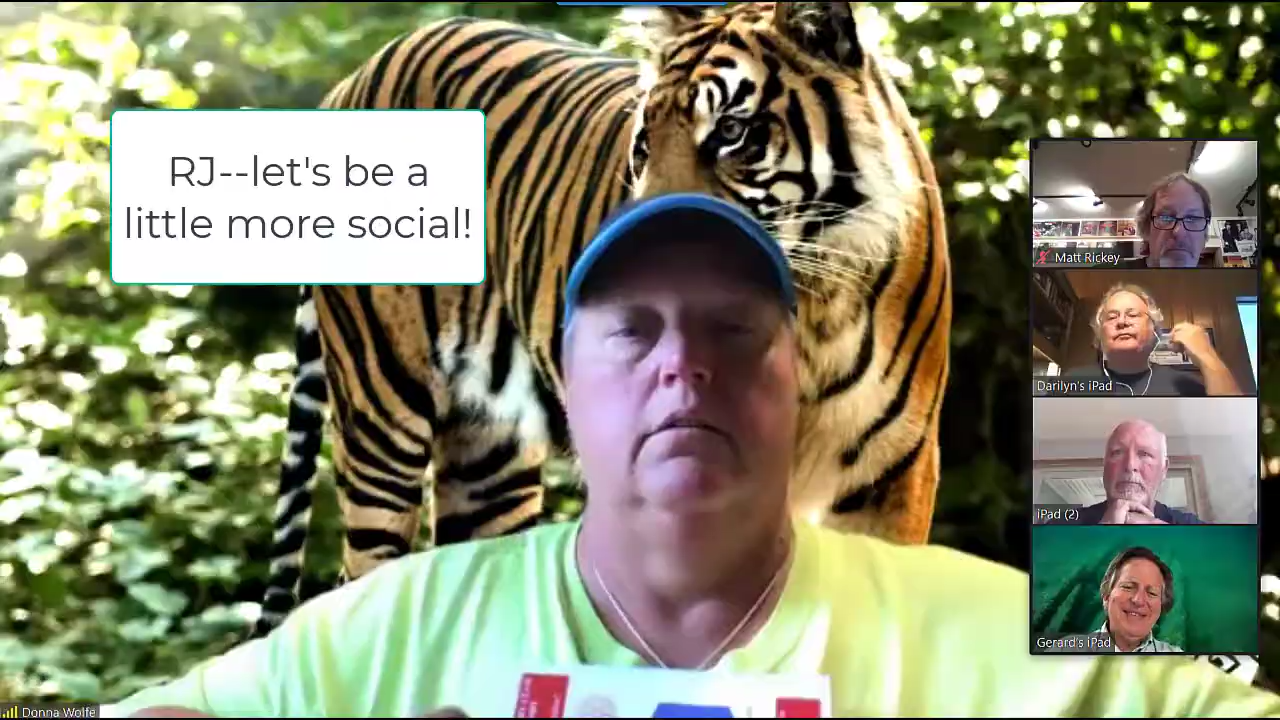 RJ--let's be a
little more social!
Matt Rickey
Darilyn's iPad
iPad (2)
Gerard's iPad
Donna Wolfe